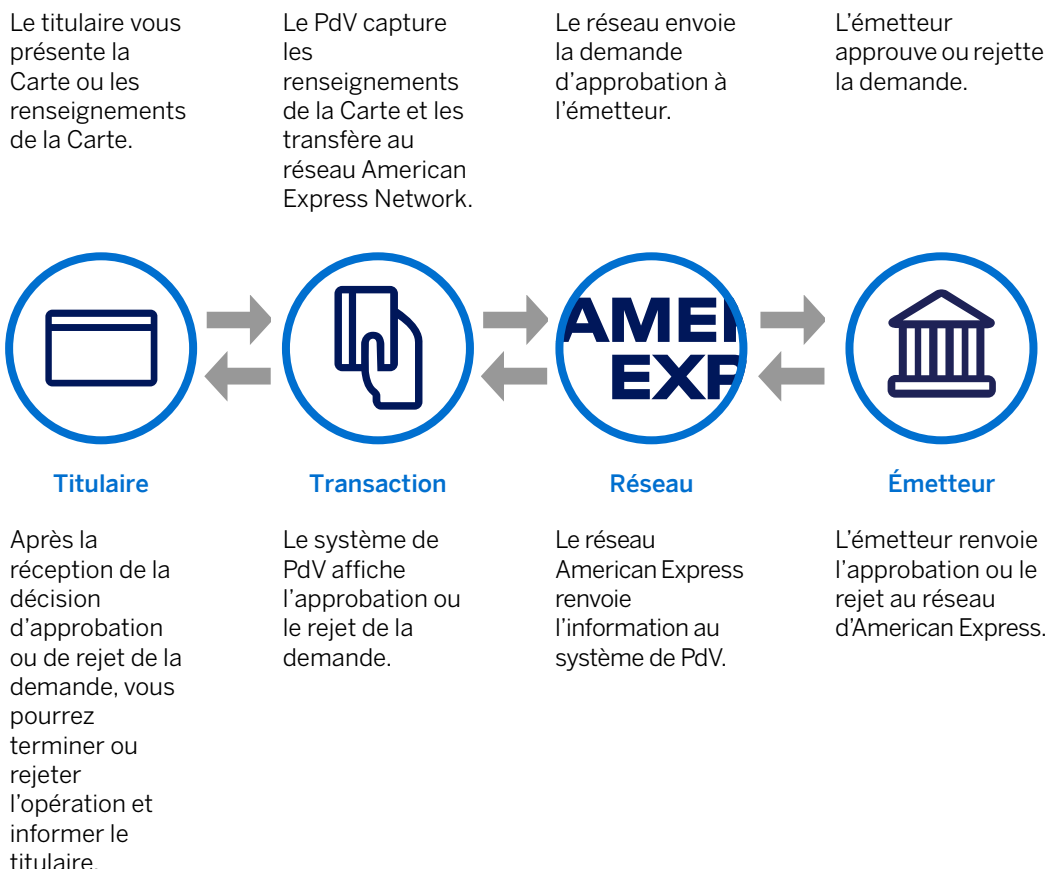 Le titulaire vous
présente la
Carte ou les
renseignements
de la Carte.
Le PdV capture
les
renseignements
de la Carte et les
transfère au
réseau American
Express Network.
Le réseau envoie
la demande
d’approbation à
l’émetteur.
L’émetteur
approuve ou rejette
la demande.
AMEI
EXP
Titulaire
Transaction
Réseau
Émetteur
Après la
réception de la
décision
d’approbation
ou de rejet de la
demande, vous
pourrez
terminer ou
rejeter
l’opération et
informer le
titulaire.
Le système de
PdV affiche
l’approbation ou
le rejet de la
demande.
Le réseau
American Express
renvoie
l’information au
système de PdV.
L’émetteur renvoie
l’approbation ou le
rejet au réseau
d’American Express.